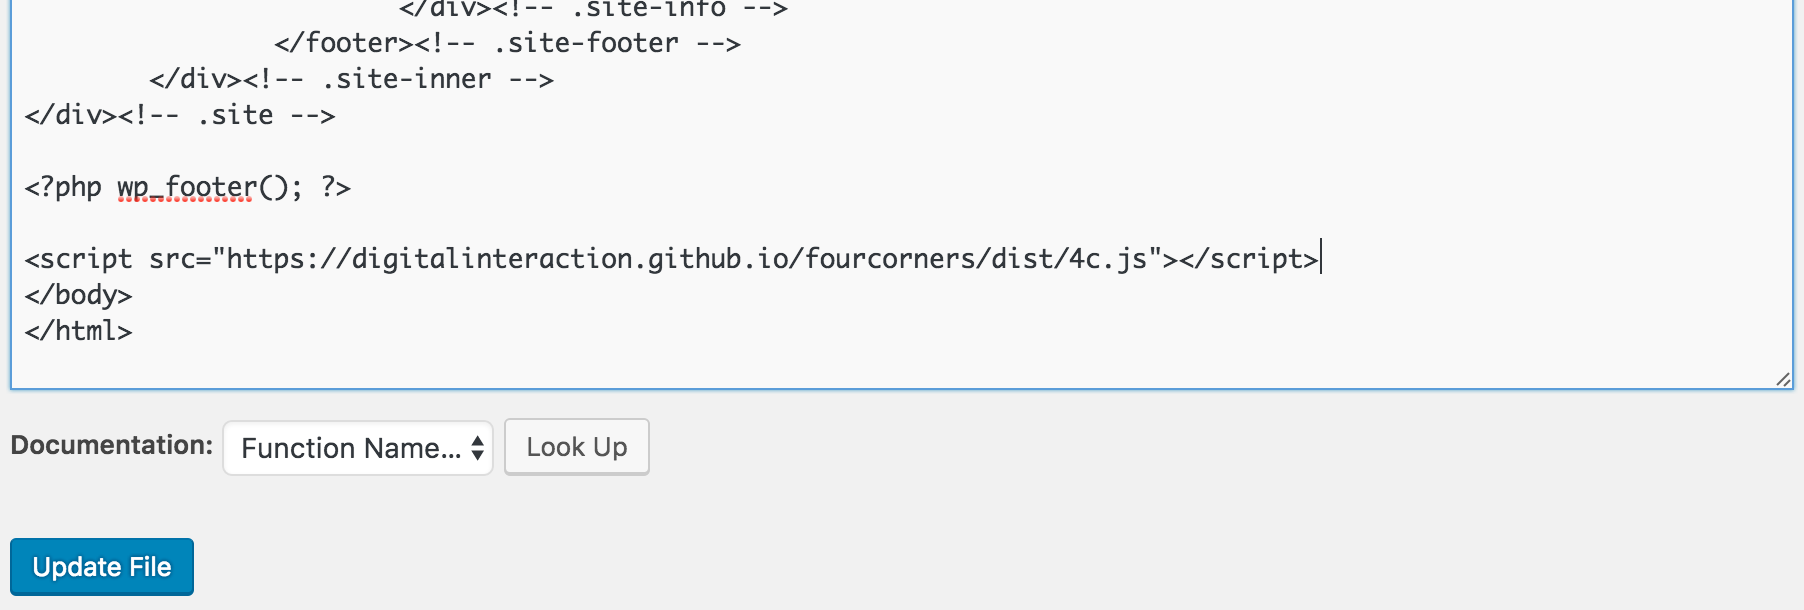 </div><!-- .site-info -->
</footer><!-- .site-footer -->
</div><!-- .site-inner -->
</div><!-- .site -->
<?php wp_footer(); ?>
<script src="https://digitalinteraction.github.io/fourcorners/dist/4c.js"></script>
</body>
</html>
Documentation: Function Name... Look Up
Update File